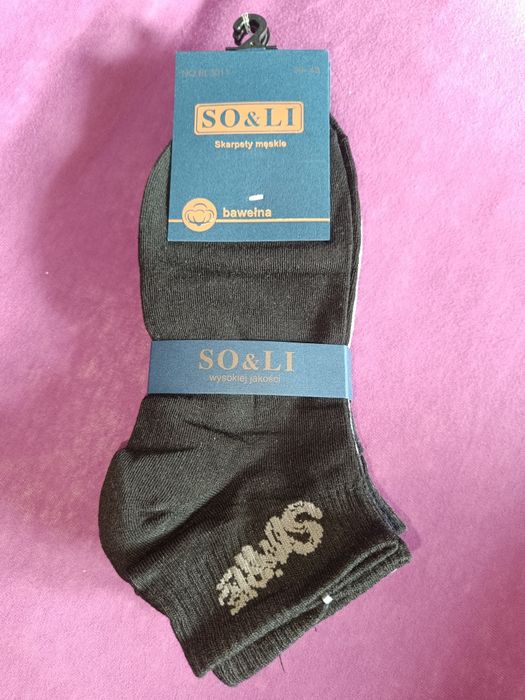 SO&LI
Skarpety męskie
bawełna
SO&LI
wysokiej jakości